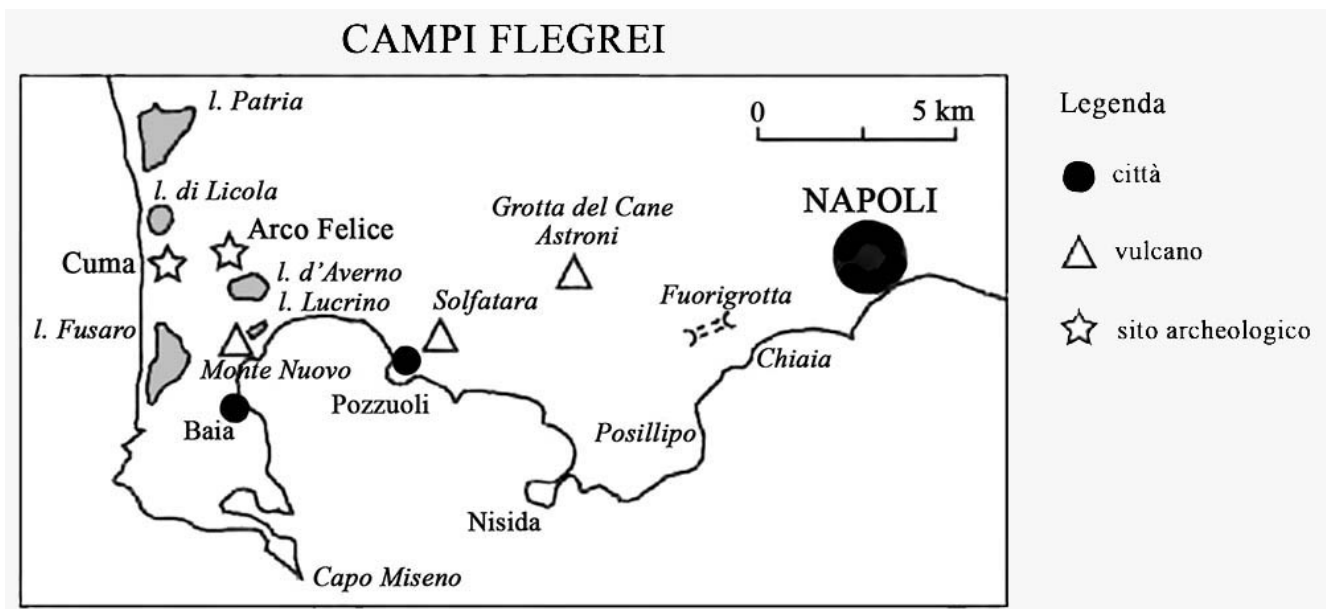 CAMPI FLEGREI
l. Patria
0 5 km
Legenda
città
l. di Licola
Grotta del Cane
Astroni
NAPOLI
Arco Felice
vulcano
Cuma
l. d'Averno
l. Lucrino
Solfatara
Fuorigrotta
l. Fusaro
sito archeologico
Monte Nuovo
Chiaia
Pozzuoli
Baia
Posillipo
Nisida
Capo Miseno